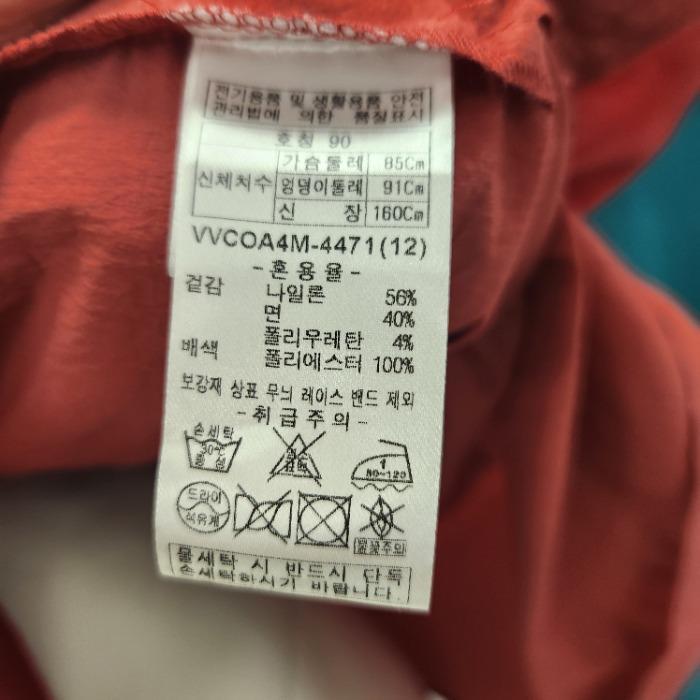 전기용품 및 생활용품 안전
관리법에 의한 품질표시
호칭 90
신체치수 가슴둘레 85Cm
엉덩이둘레 91Cm
신 장 160Cm
VVCOA4M-4471(12)
-혼용율-
겉감 나일론 56%
면 40%
폴리우레탄 4%
배색 폴리에스터 100%
보강재 상표 무늬 레이스 밴드 제외
-취급주의-
손세탁
30℃
중성
1
80~120
드라이
석유계
불꽃주의
물세탁 시 반드시 단독
손세탁하시기 바랍니다.